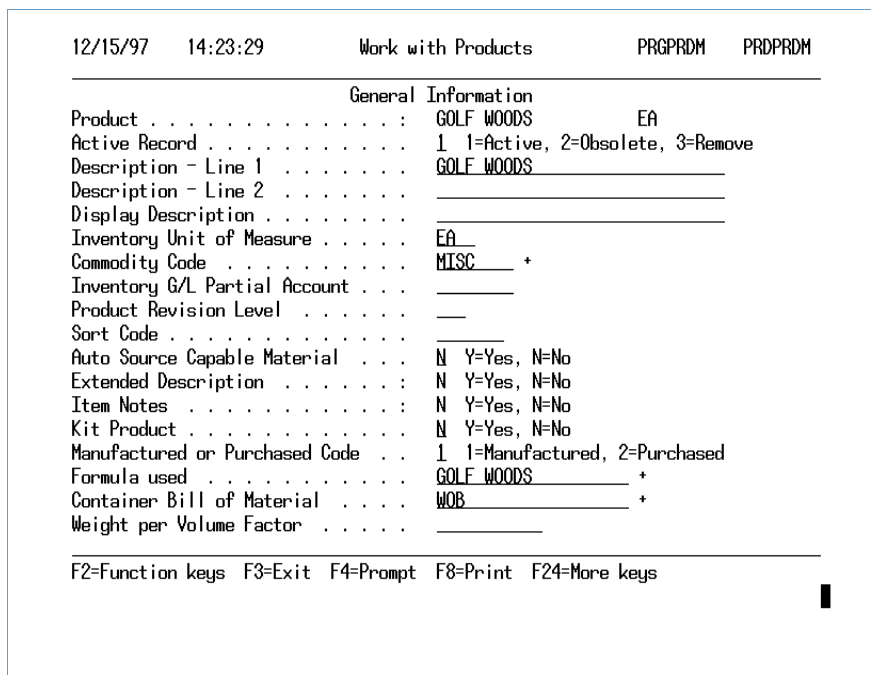 12/15/97 14:23:29 Work with Products PRGPRDM PRDPRDM
General Information
Product . . . . . . . . . . . . . . : GOLF WOODS EA
Active Record . . . . . . . . . . . 1 1=Active, 2=Obsolete, 3=Remove
Description - Line 1 . . . . . . . GOLF WOODS
Description - Line 2 . . . . . . .
Display Description . . . . . . . .
Inventory Unit of Measure . . . . . EA
Commodity Code . . . . . . . . . . MISC +
Inventory G/L Partial Account . . .
Product Revision Level . . . . . .
Sort Code . . . . . . . . . . . . .
Auto Source Capable Material . . . N Y=Yes, N=No
Extended Description . . . . . . : N Y=Yes, N=No
Item Notes . . . . . . . . . . . : N Y=Yes, N=No
Kit Product . . . . . . . . . . . . N Y=Yes, N=No
Manufactured or Purchased Code . . 1 1=Manufactured, 2=Purchased
Formula used . . . . . . . . . . . GOLF WOODS +
Container Bill of Material . . . . WOB +
Weight per Volume Factor . . . . .
F2=Function keys F3=Exit F4=Prompt F8=Print F24=More keys